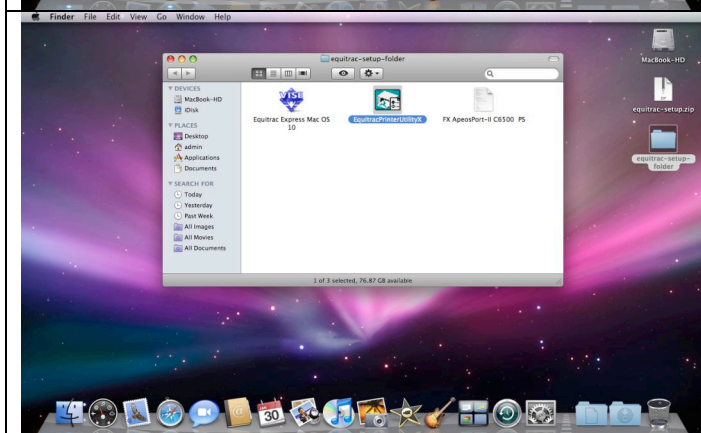 Finder File Edit View Go Window Help
equitrac-setup-folder
MacBook-HD
equitrac-setup.zip
equitrac-setup-
folder
DEVICES
MacBook-HD
iDisk
PLACES
Desktop
admin
Applications
Documents
SEARCH FOR
Today
Yesterday
Past Week
All Images
All Movies
All Documents
VISE
Equitrac Express Mac OS
10
EquitracPrinterUtilityX
FX ApeosPort-II C6500 PS
1 of 3 selected, 76.87 GB available
30